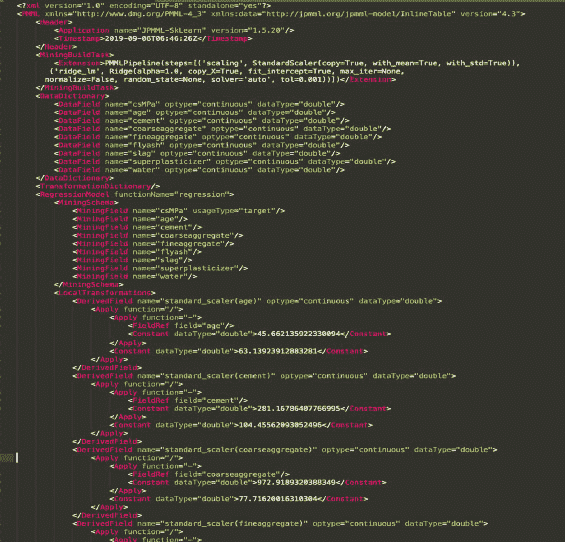 <?xml version="1.0" encoding="UTF-8" standalone="yes"?>
<PMML xmlns="http://www.dmg.org/PMML-4_3" xmlns:data="http://jpmml.org/jpmml-model/InlineTable" version="4.3">
<Header>
<Application name="JPMML-SkLearn" version="1.5.20"/>
<Timestamp>2019-09-06T06:46:26Z</Timestamp>
</Header>
<MiningBuildTask>
<Extension>PMMLPipeline(steps=[('scaling', StandardScaler(copy=True, with_mean=True, with_std=True)),
('ridge_lm', Ridge(alpha=1.0, copy_X=True, fit_intercept=True, max_iter=None,
normalize=False, random_state=None, solver='auto', tol=0.001))])</Extension>
</MiningBuildTask>
<DataDictionary>
<DataField name="csMPa" optype="continuous" dataType="double"/>
<DataField name="age" optype="continuous" dataType="double"/>
<DataField name="cement" optype="continuous" dataType="double"/>
<DataField name="coarseaggregate" optype="continuous" dataType="double"/>
<DataField name="fineaggregate" optype="continuous" dataType="double"/>
<DataField name="flyash" optype="continuous" dataType="double"/>
<DataField name="slag" optype="continuous" dataType="double"/>
<DataField name="superplasticizer" optype="continuous" dataType="double"/>
<DataField name="water" optype="continuous" dataType="double"/>
</DataDictionary>
<TransformationDictionary/>
<RegressionModel functionName="regression">
<MiningSchema>
<MiningField name="csMPa" usageType="target"/>
<MiningField name="age"/>
<MiningField name="cement"/>
<MiningField name="coarseaggregate"/>
<MiningField name="fineaggregate"/>
<MiningField name="flyash"/>
<MiningField name="slag"/>
<MiningField name="superplasticizer"/>
<MiningField name="water"/>
</MiningSchema>
<LocalTransformations>
<DerivedField name="standard_scaler(age)" optype="continuous" dataType="double">
<Apply function="/">
<Apply function="-">
<FieldRef field="age"/>
<Constant dataType="double">45.662135922330094</Constant>
</Apply>
<Constant dataType="double">63.13923912883281</Constant>
</Apply>
</DerivedField>
<DerivedField name="standard_scaler(cement)" optype="continuous" dataType="double">
<Apply function="/">
<Apply function="-">
<FieldRef field="cement"/>
<Constant dataType="double">281.16786407766995</Constant>
</Apply>
<Constant dataType="double">104.45562093052496</Constant>
</Apply>
</DerivedField>
<DerivedField name="standard_scaler(coarseaggregate)" optype="continuous" dataType="double">
<Apply function="/">
<Apply function="-">
<FieldRef field="coarseaggregate"/>
<Constant dataType="double">972.9189320388349</Constant>
</Apply>
<Constant dataType="double">77.71620016310304</Constant>
</Apply>
</DerivedField>
<DerivedField name="standard_scaler(fineaggregate)" optype="continuous" dataType="double">
<Apply function="/">
<Apply function="-">